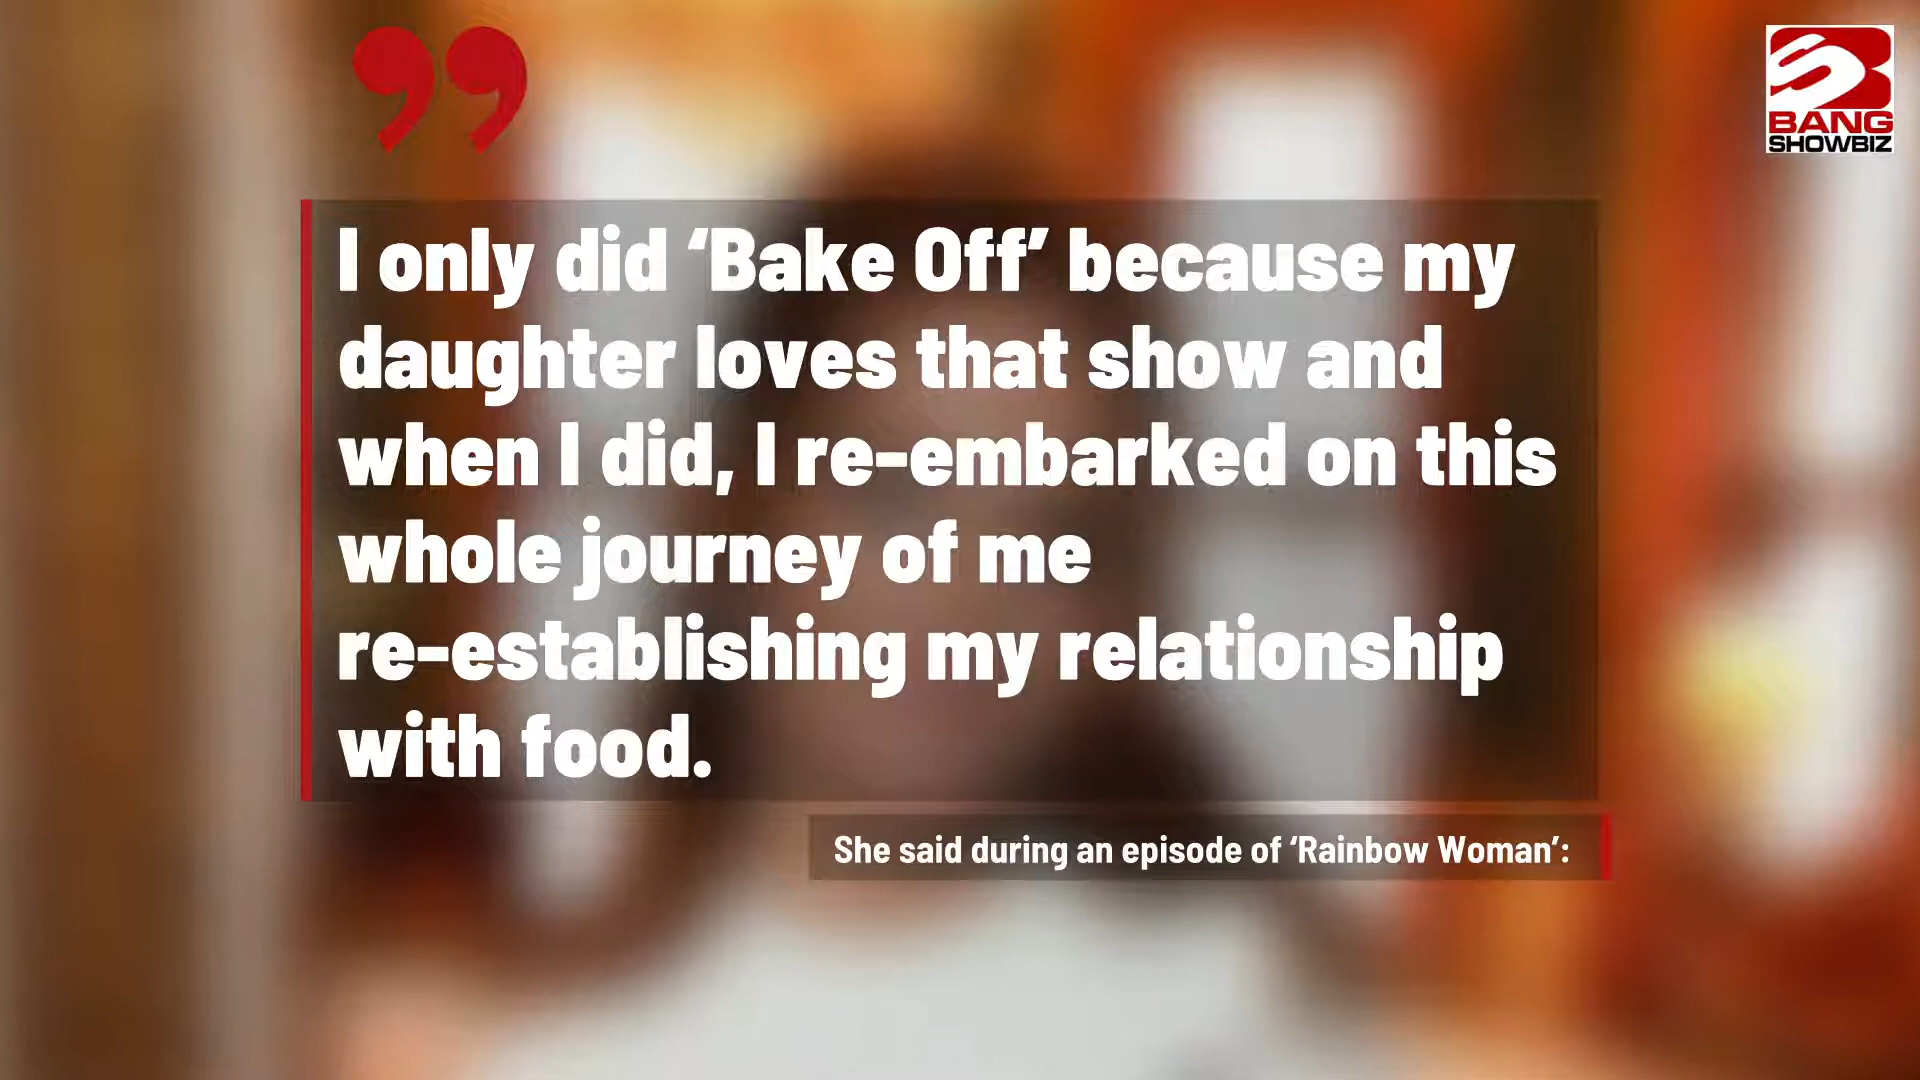 BANG
SHOWBIZ
I only did ‘Bake Off’ because my
daughter loves that show and
when I did, I re-embarked on this
whole journey of me
re-establishing my relationship
with food.
She said during an episode of ‘Rainbow Woman’: